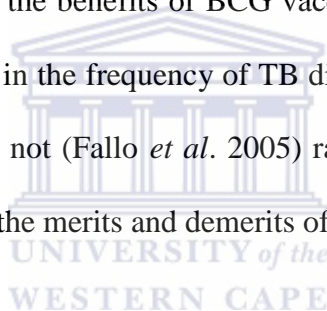 the benefits of BCG vacc
in the frequency of TB di
not (Fallo et al. 2005) ra
the merits and demerits of
UNIVERSITY of the
WESTERN CAPE